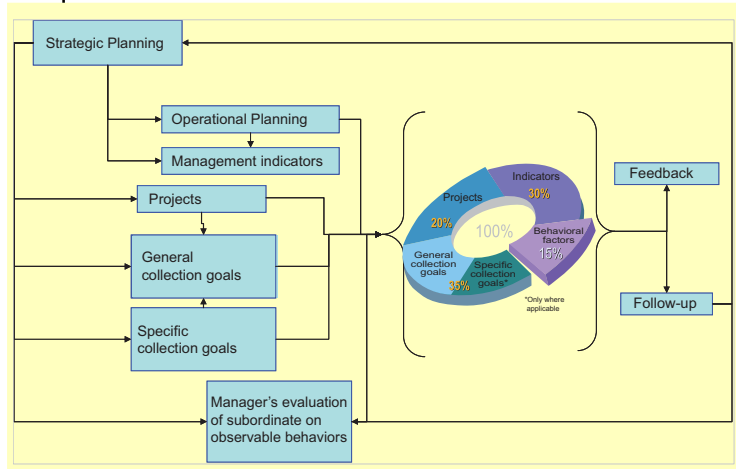 Strategic Planning
Operational Planning
Management indicators
Projects
General
collection goals
Specific
collection goals
Manager's evaluation
of subordinate on
observable behaviors
Indicators
30%
Projects
20%
100%
Behavioral
factors
15%
General
collection
goals
Specific
collection
goals*
35%
*Only where
applicable
Feedback
Follow-up